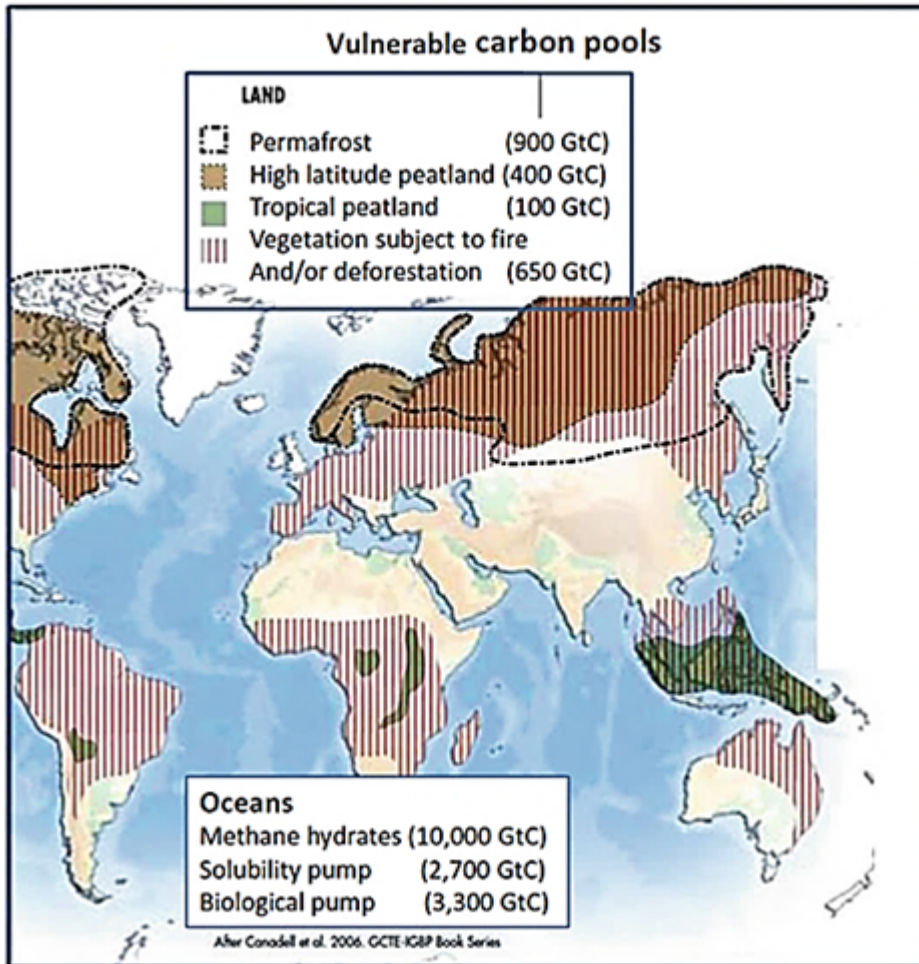 Vulnerable carbon pools
LAND
Permafrost (900 GtC)
High latitude peatland (400 GtC)
Tropical peatland (100 GtC)
Vegetation subject to fire
And/or deforestation (650 GtC)
Oceans
Methane hydrates (10,000 GtC)
Solubility pump (2,700 GtC)
Biological pump (3,300 GtC)
After Canadell et al. 2006. GCTE-IGBP Book Series